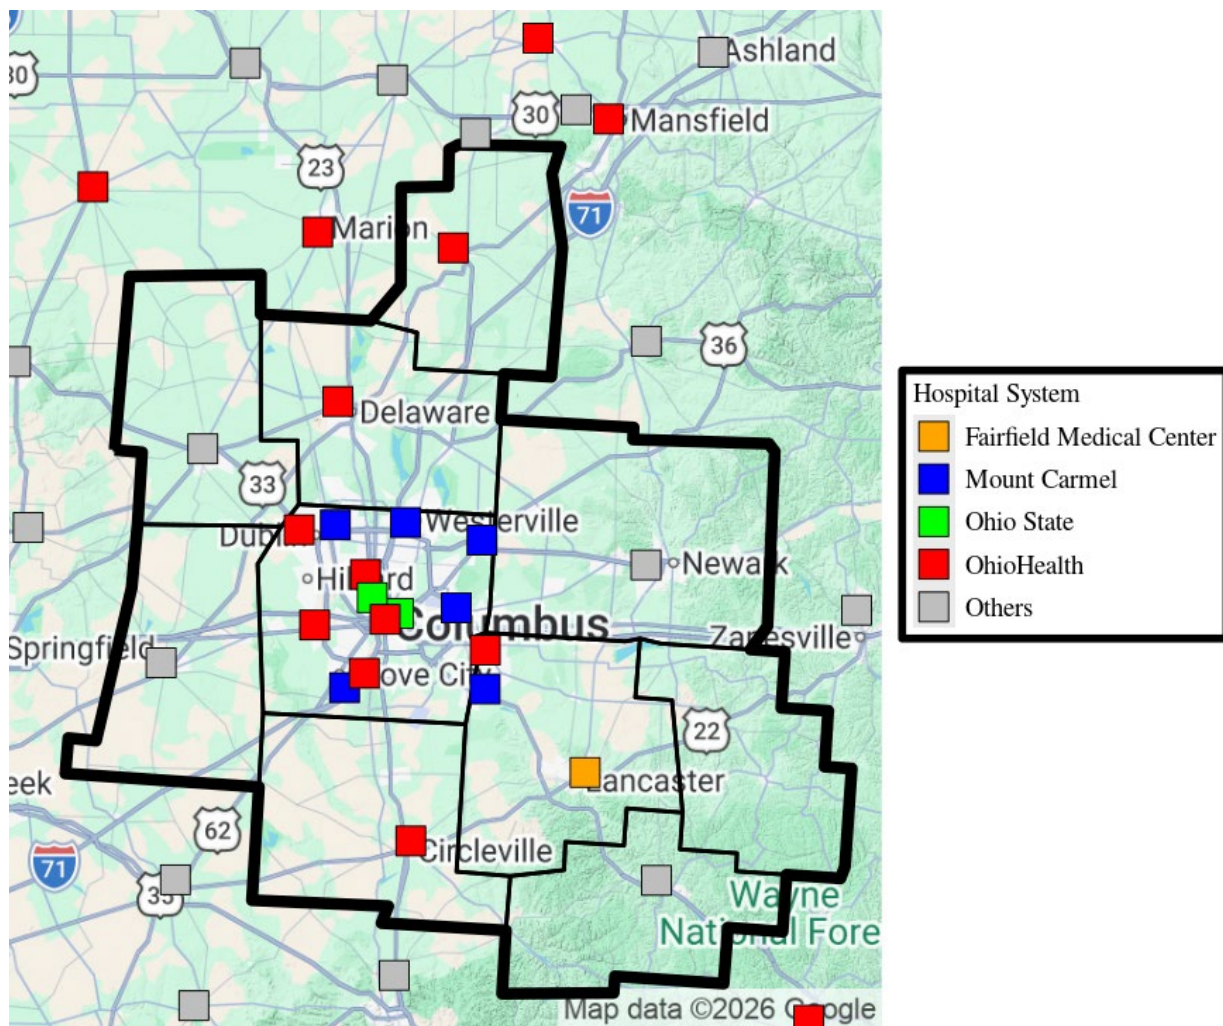 Ashland
30
30
Mansfield
23
71
Marion
36
Delaware
33
Westerville
Dublin
Hilliard
Newark
Columbus
Springfield
Zanesville
Grove City
22
Lancaster
eek
62
Circleville
71
35
Wayne
National Fore
Map data ©2026 Google
Hospital System
Fairfield Medical Center
Mount Carmel
Ohio State
OhioHealth
Others